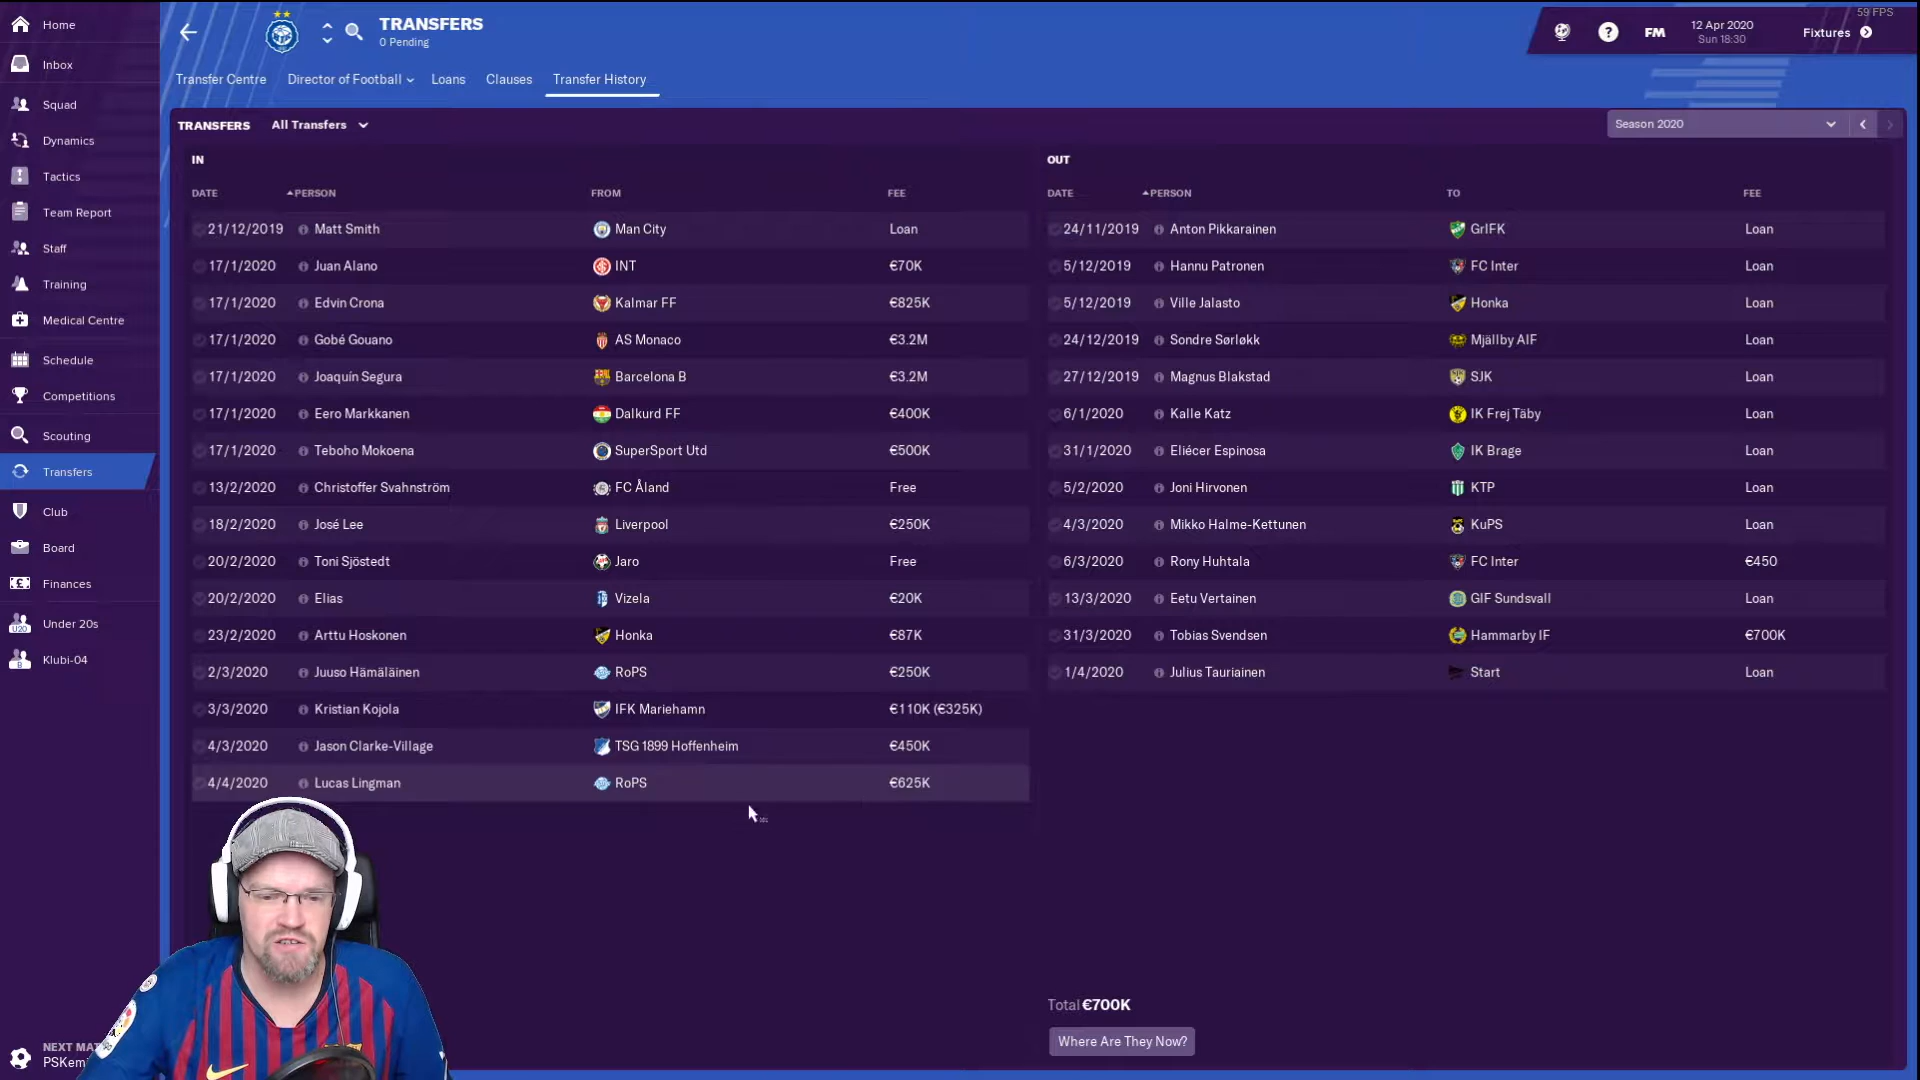 59 FPS
Home
Inbox
Squad
Dynamics
Tactics
Team Report
Staff
Training
Medical Centre
Schedule
Competitions
Scouting
Transfers
Club
Board
Finances
Under 20s
Klubi-04
NEXT MAT
PSKemi
TRANSFERS
0 Pending
FM
12 Apr 2020
Sun 18:30
Fixtures
Transfer Centre Director of Football Loans Clauses Transfer History
TRANSFERS All Transfers
Season 2020
IN
DATE PERSON FROM FEE
21/12/2019 Matt Smith Man City Loan
17/1/2020 Juan Alano INT €70K
17/1/2020 Edvin Crona Kalmar FF €825K
17/1/2020 Gobé Gouano AS Monaco €3.2M
17/1/2020 Joaquín Segura Barcelona B €3.2M
17/1/2020 Eero Markkanen Dalkurd FF €400K
17/1/2020 Teboho Mokoena SuperSport Utd €500K
13/2/2020 Christoffer Svahnström FC Åland Free
18/2/2020 José Lee Liverpool €250K
20/2/2020 Toni Sjöstedt Jaro Free
20/2/2020 Elias Vizela €20K
23/2/2020 Arttu Hoskonen Honka €87K
2/3/2020 Juuso Hämäläinen RoPS €250K
3/3/2020 Kristian Kojola IFK Mariehamn €110K (€325K)
4/3/2020 Jason Clarke-Village TSG 1899 Hoffenheim €450K
4/4/2020 Lucas Lingman RoPS €625K
OUT
DATE PERSON TO FEE
24/11/2019 Anton Pikkarainen GrIFK Loan
5/12/2019 Hannu Patronen FC Inter Loan
5/12/2019 Ville Jalasto Honka Loan
24/12/2019 Sondre Sørløkk Mjällby AIF Loan
27/12/2019 Magnus Blakstad SJK Loan
6/1/2020 Kalle Katz IK Frej Täby Loan
31/1/2020 Eliécer Espinosa IK Brage Loan
5/2/2020 Joni Hirvonen KTP Loan
4/3/2020 Mikko Halme-Kettunen KuPS Loan
6/3/2020 Rony Huhtala FC Inter €450
13/3/2020 Eetu Vertainen GIF Sundsvall Loan
31/3/2020 Tobias Svendsen Hammarby IF €700K
1/4/2020 Julius Tauriainen Start Loan
Total €700K
Where Are They Now?